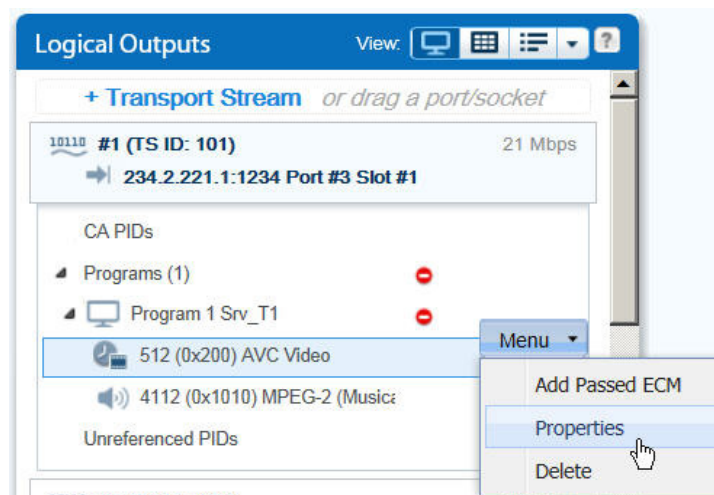 Logical Outputs View: ?
+ Transport Stream or drag a port/socket
10110 #1 (TS ID: 101) 21 Mbps
234.2.221.1:1234 Port #3 Slot #1
CA PIDs
Programs (1)
Program 1 Srv_T1
Menu
512 (0x200) AVC Video
4112 (0x1010) MPEG-2 (Musica
Add Passed ECM
Properties
Unreferenced PIDs
Delete